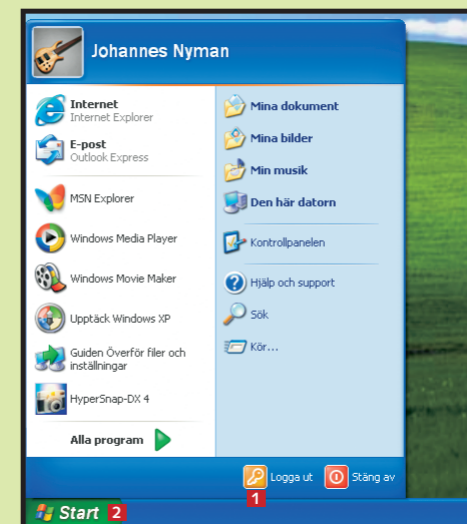 Johannes Nyman
Internet
Internet Explorer
E-post
Outlook Express
MSN Explorer
Windows Media Player
Windows Movie Maker
Upptäck Windows XP
Guiden Överför filer och
inställningar
HyperSnap-DX 4
Alla program
Mina dokument
Mina bilder
Min musik
Den här datorn
Kontrollpanelen
Hjälp och support
Sök
Kör...
Logga ut
Stäng av
1
Start 2